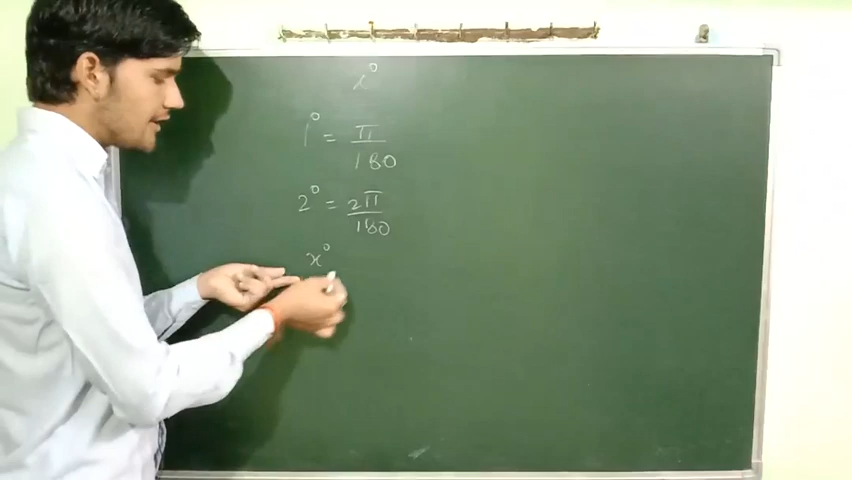 x°
1° = π/180
2° = 2π/180
x°